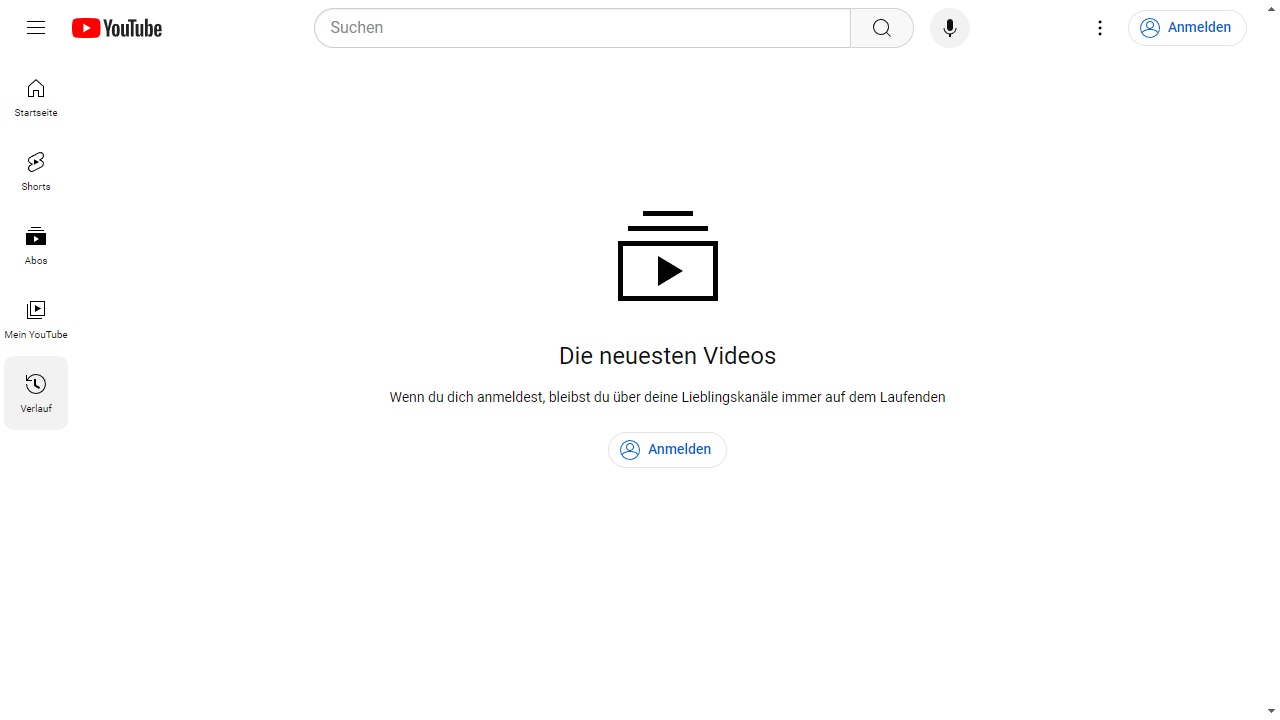 YouTube
Suchen
Anmelden
Startseite
Shorts
Abos
Mein YouTube
Verlauf
Die neuesten Videos
Wenn du dich anmeldest, bleibst du über deine Lieblingskanäle immer auf dem Laufenden
Anmelden